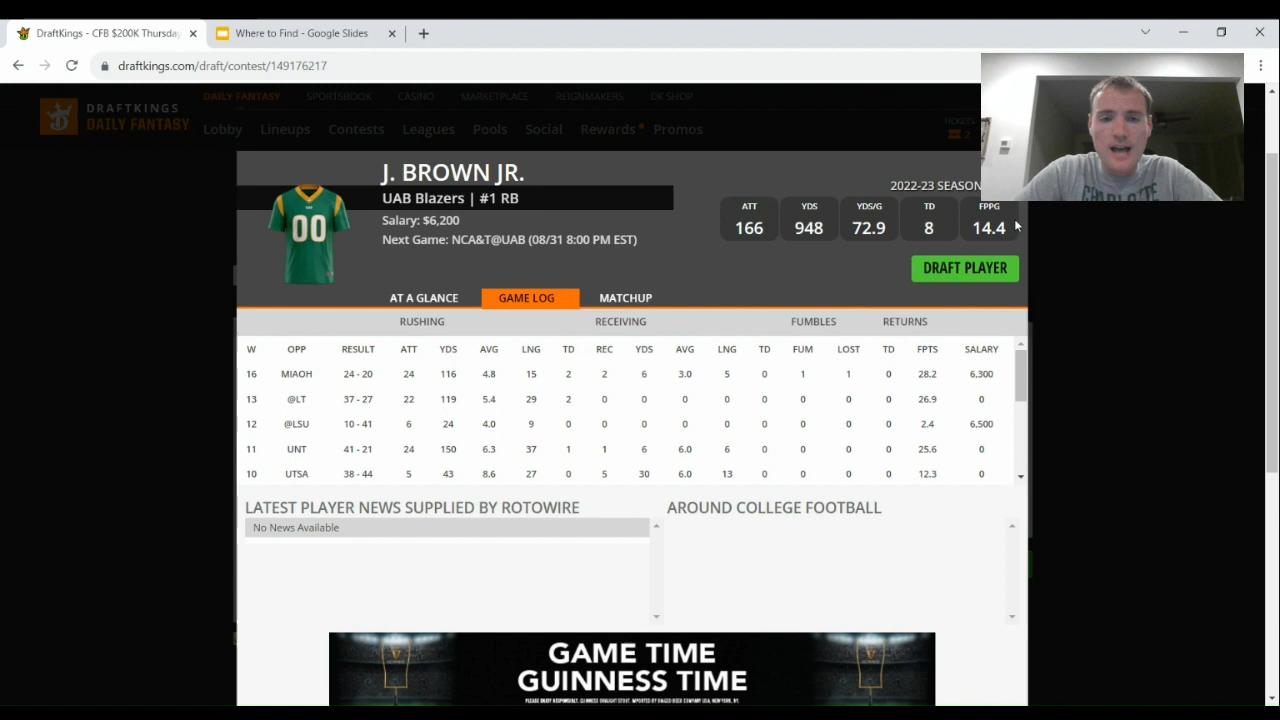 DraftKings - CFB $200K Thursday
Where to Find - Google Slides
draftkings.com/draft/contest/149176217
DRAFTKINGS
DAILY FANTASY
DAILY FANTASY SPORTSBOOK CASINO MARKETPLACE REIGNMAKERS DK SHOP
Lobby Lineups Contests Leagues Pools Social Rewards Promos
TICKETS
2
J. BROWN JR.
UAB Blazers | #1 RB
Salary: $6,200
Next Game: NCA&T@UAB (08/31 8:00 PM EST)
00
2022-23 SEASON
ATT YDS YDS/G TD FPPG
166 948 72.9 8 14.4
DRAFT PLAYER
AT A GLANCE GAME LOG MATCHUP
RUSHING RECEIVING FUMBLES RETURNS
W OPP RESULT ATT YDS AVG LNG TD REC YDS AVG LNG TD FUM LOST TD FPTS SALARY
16 MIAOH 24 - 20 24 116 4.8 15 2 2 6 3.0 5 0 1 1 0 28.2 6,300
13 @LT 37 - 27 22 119 5.4 29 2 0 0 0 0 0 0 0 0 26.9 0
12 @LSU 10 - 41 6 24 4.0 9 0 0 0 0 0 0 0 0 0 2.4 6,500
11 UNT 41 - 21 24 150 6.3 37 1 1 6 6.0 6 0 0 0 0 25.6 0
10 UTSA 38 - 44 5 43 8.6 27 0 5 30 6.0 13 0 0 0 0 12.3 0
LATEST PLAYER NEWS SUPPLIED BY ROTOWIRE
No News Available
AROUND COLLEGE FOOTBALL
GAME TIME
GUINNESS TIME
CHARLOTTE